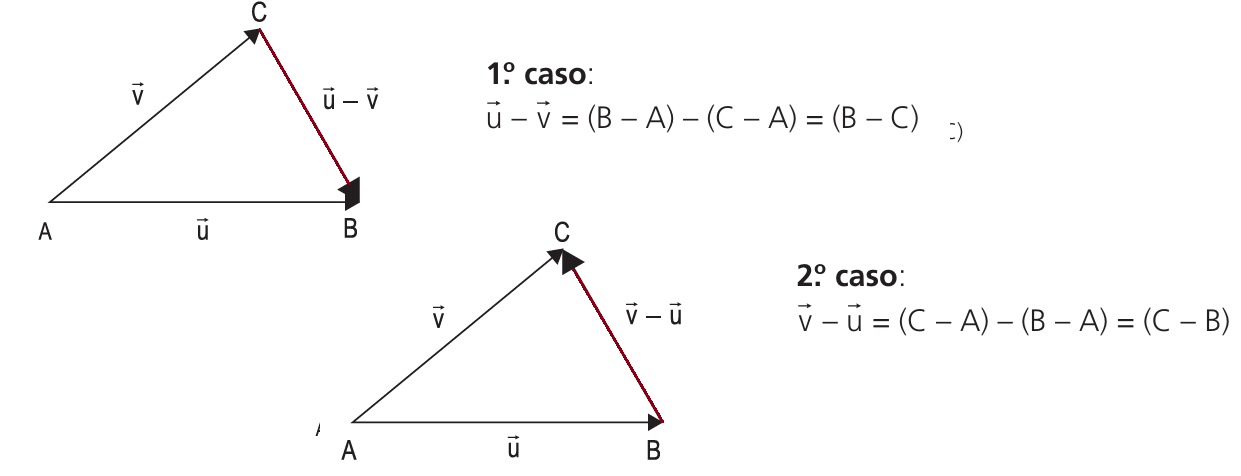 C
v⃗
u⃗ – v⃗
A
u⃗
B
1.º caso:
u⃗ – v⃗ = (B – A) – (C – A) = (B – C)
C
v⃗
v⃗ – u⃗
A
u⃗
B
2.º caso:
v⃗ – u⃗ = (C – A) – (B – A) = (C – B)